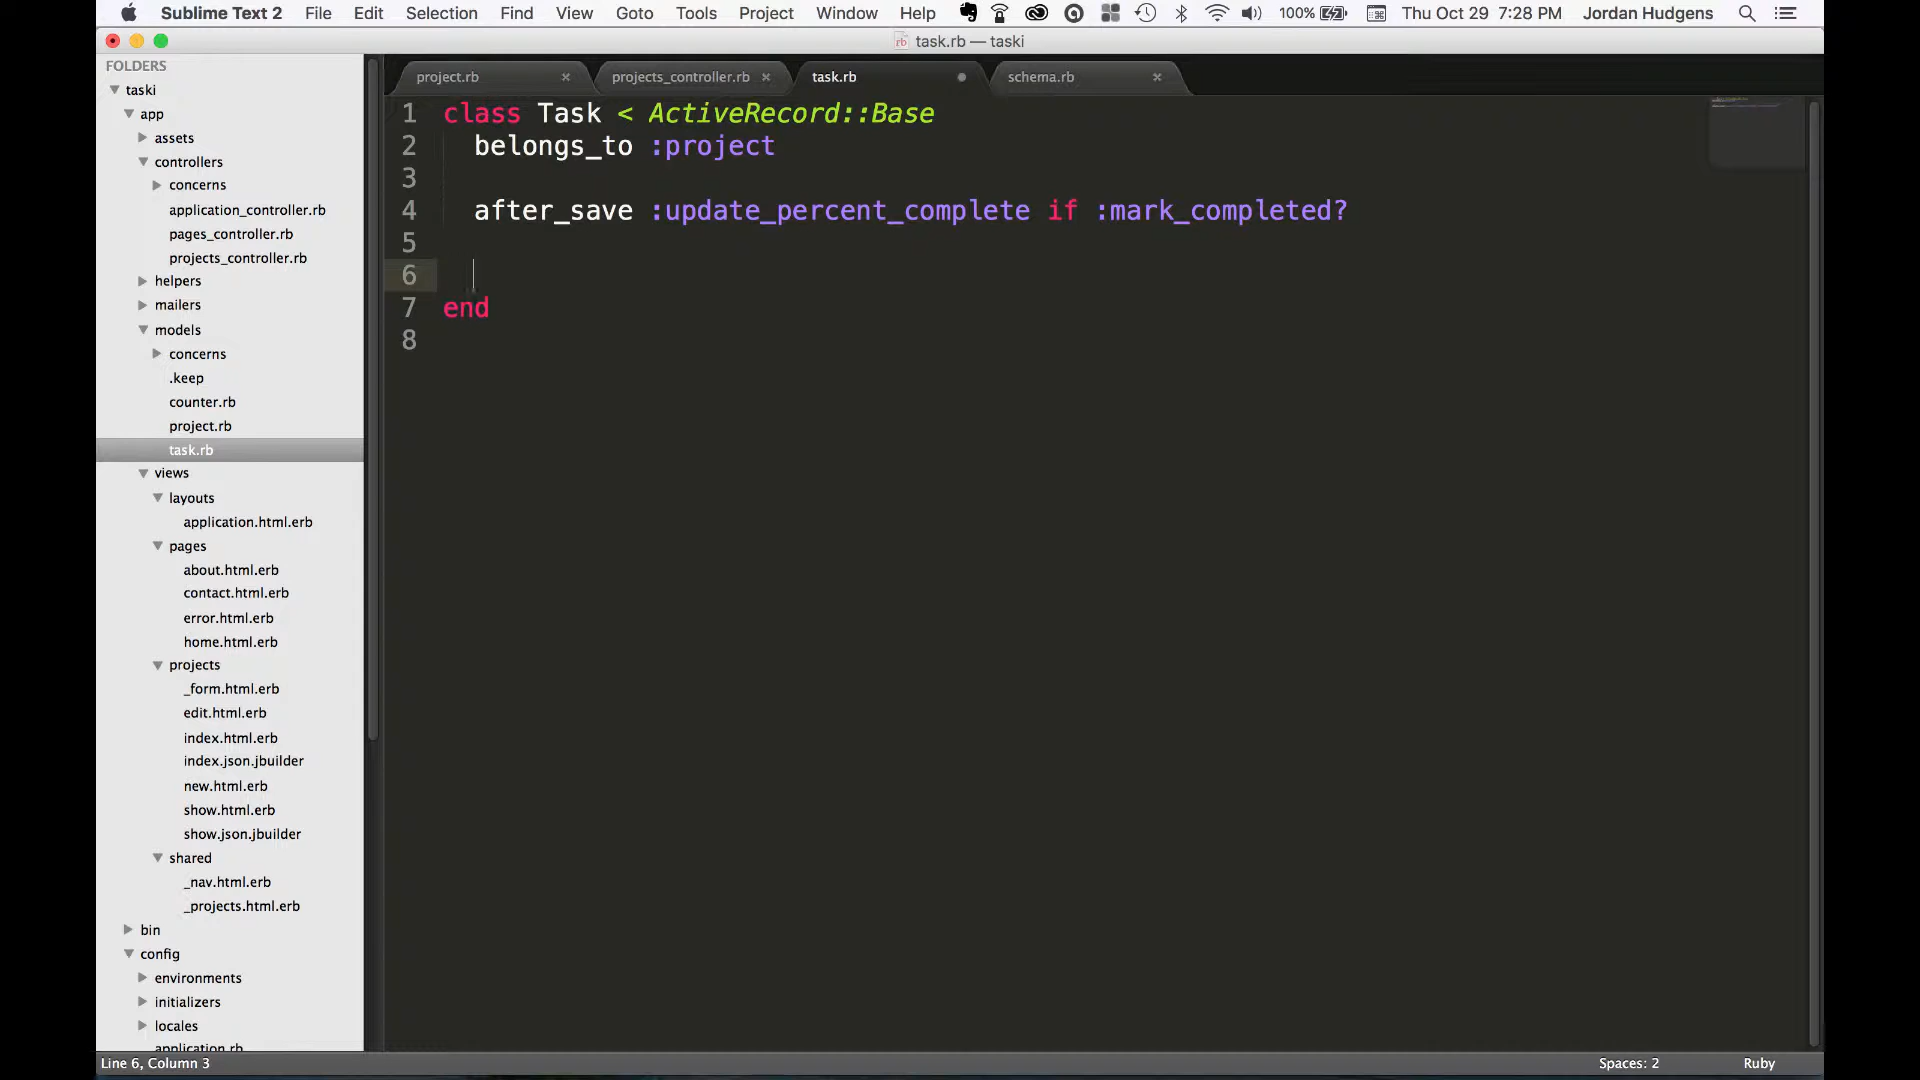 Sublime Text 2 File Edit Selection Find View Goto Tools Project Window Help 100% Thu Oct 29 7:28 PM Jordan Hudgens
task.rb — taski
FOLDERS
taski
app
assets
controllers
concerns
application_controller.rb
pages_controller.rb
projects_controller.rb
helpers
mailers
models
concerns
.keep
counter.rb
project.rb
task.rb
views
layouts
application.html.erb
pages
about.html.erb
contact.html.erb
error.html.erb
home.html.erb
projects
_form.html.erb
edit.html.erb
index.html.erb
index.json.jbuilder
new.html.erb
show.html.erb
show.json.jbuilder
shared
_nav.html.erb
_projects.html.erb
bin
config
environments
initializers
locales
application.rb
project.rb projects_controller.rb task.rb schema.rb
1 class Task < ActiveRecord::Base
2 belongs_to :project
3
4 after_save :update_percent_complete if :mark_completed?
5
6
7 end
8
Line 6, Column 3 Spaces: 2 Ruby